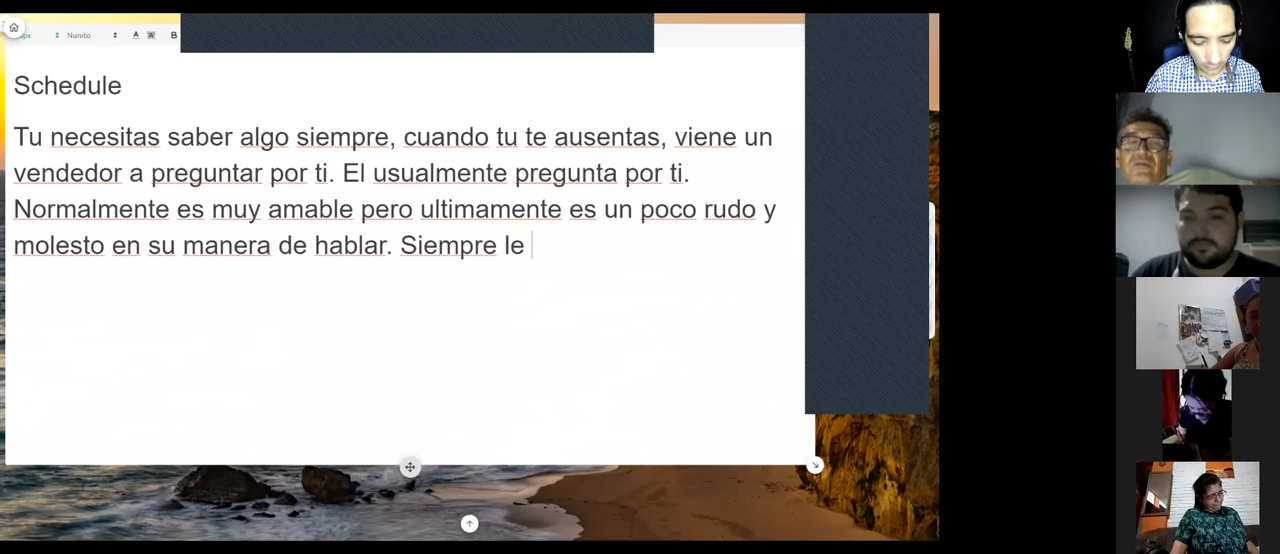 px Nunito A A B
Schedule
Tu necesitas saber algo siempre, cuando tu te ausentas, viene un
vendedor a preguntar por ti. El usualmente pregunta por ti.
Normalmente es muy amable pero ultimamente es un poco rudo y
molesto en su manera de hablar. Siempre le